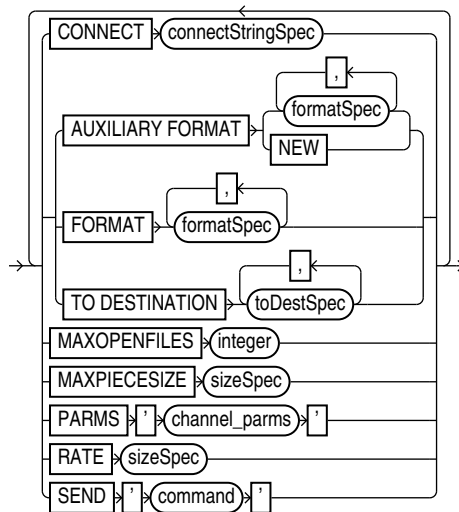 CONNECT connectStringSpec
,
formatSpec
AUXILIARY FORMAT
NEW
,
FORMAT formatSpec
,
TO DESTINATION toDestSpec
MAXOPENFILES integer
MAXPIECESIZE sizeSpec
PARMS ' channel_parms '
RATE sizeSpec
SEND ' command '